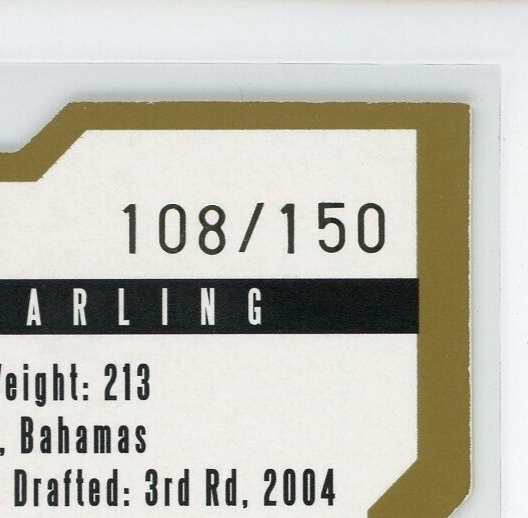 108/150
ARLING
eight: 213
, Bahamas
Drafted: 3rd Rd, 2004